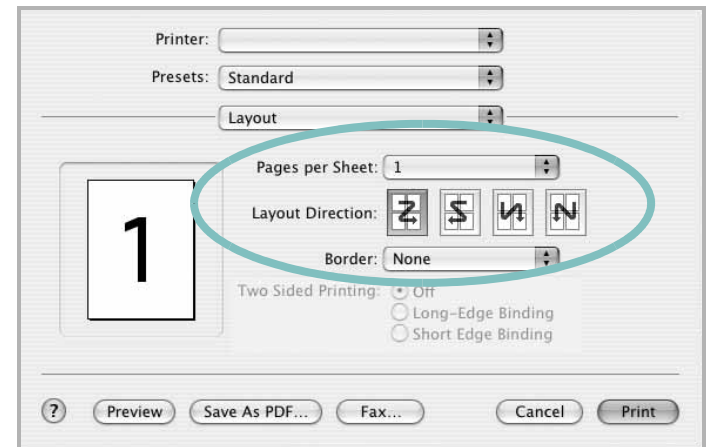 Printer:
Presets: Standard
Layout
Pages per Sheet: 1
Layout Direction:
Border: None
1
Two Sided Printing: Off
Long-Edge Binding
Short Edge Binding
? Preview Save As PDF... Fax... Cancel Print